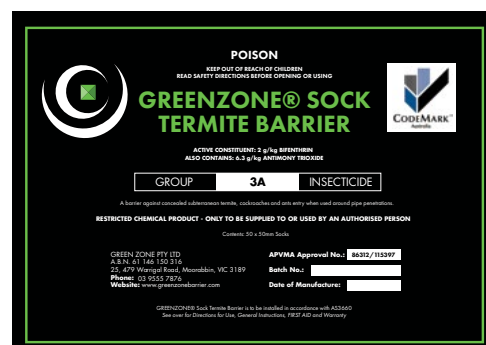 POISON
KEEP OUT OF REACH OF CHILDREN
READ SAFETY DIRECTIONS BEFORE OPENING OR USING
GREENZONE® SOCK
TERMITE BARRIER
CODEMARK™
Australia
ACTIVE CONSTITUENT: 2 g/kg BIFENTHRIN
ALSO CONTAINS: 6.3 g/kg ANTIMONY TRIOXIDE
GROUP 3A INSECTICIDE
A barrier against concealed subterranean termite, cockroaches and ants entry when used around pipe penetrations.
RESTRICTED CHEMICAL PRODUCT - ONLY TO BE SUPPLIED TO OR USED BY AN AUTHORISED PERSON
Contents: 50 x 50mm Socks
GREEN ZONE PTY LTD
A.B.N. 61 146 150 316
25, 479 Warrigal Road, Moorabbin, VIC 3189
Phone: 03 9555 7876
Website: www.greenzonebarrier.com
APVMA Approval No.: 86312/115397
Batch No.:
Date of Manufacture:
GREENZONE® Sock Termite Barrier is to be installed in accordance with AS3660
See over for Directions for Use, General Instructions, FIRST AID and Warranty